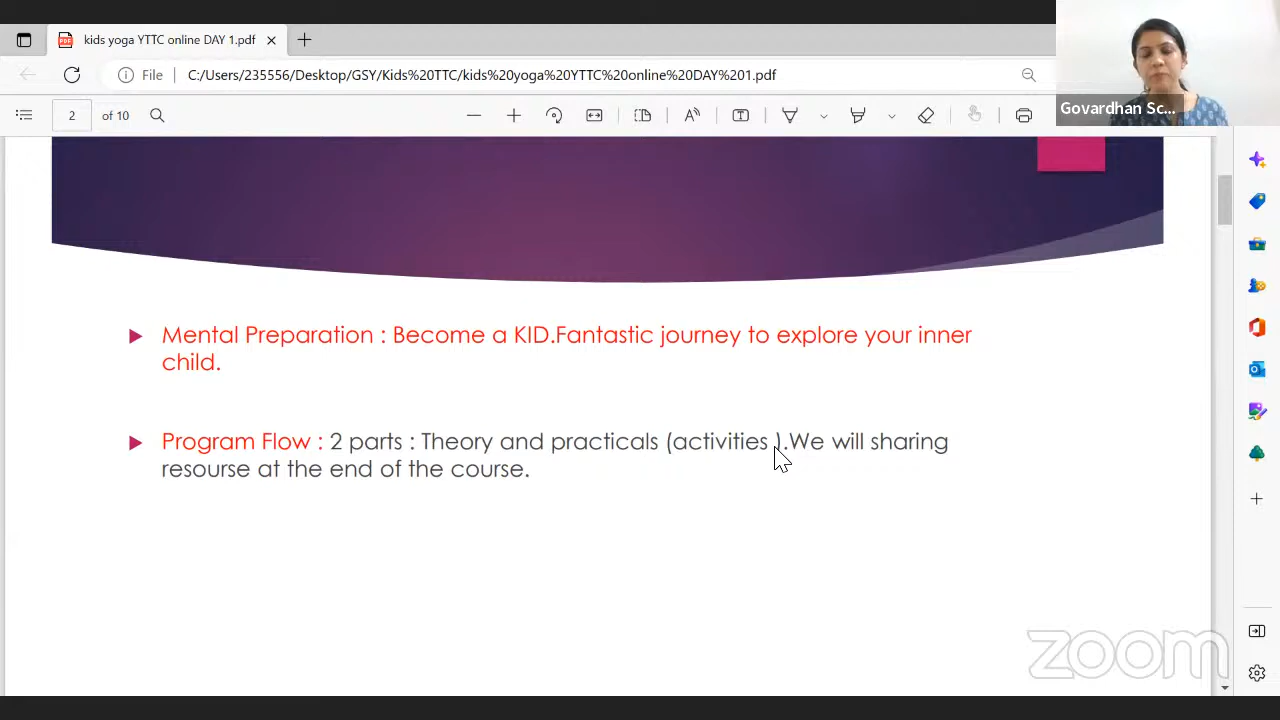 kids yoga YTTC online DAY 1.pdf
File C:/Users/235556/Desktop/GSY/Kids%20TTC/kids%20yoga%20YTTC%20online%20DAY%201.pdf
Govardhan Sc...
2 of 10
Mental Preparation : Become a KID.Fantastic journey to explore your inner
child.
Program Flow : 2 parts : Theory and practicals (activities ).We will sharing
resourse at the end of the course.
zoom